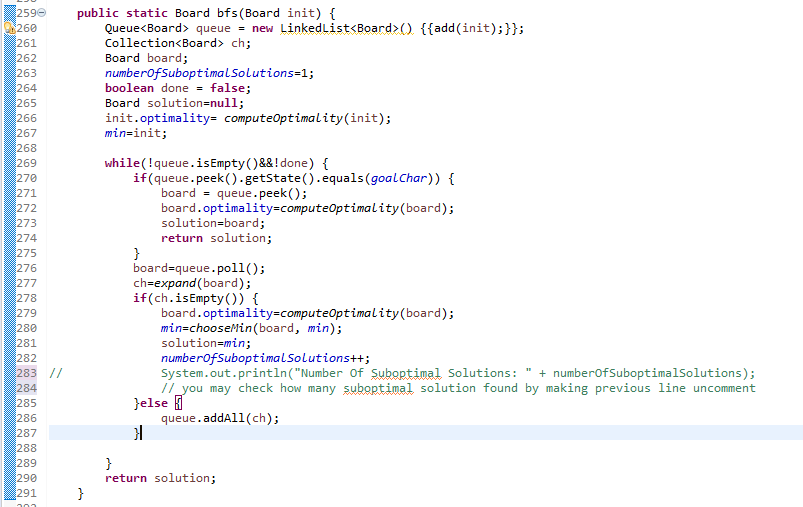 259 public static Board bfs(Board init) {
260 Queue<Board> queue = new LinkedList<Board>() {{add(init);}};
261 Collection<Board> ch;
262 Board board;
263 numberOfSuboptimalSolutions=1;
264 boolean done = false;
265 Board solution=null;
266 init.optimality= computeOptimality(init);
267 min=init;
268
269 while(!queue.isEmpty()&&!done) {
270 if(queue.peek().getState().equals(goalChar)) {
271 board = queue.peek();
272 board.optimality=computeOptimality(board);
273 solution=board;
274 return solution;
275 }
276 board=queue.poll();
277 ch=expand(board);
278 if(ch.isEmpty()) {
279 board.optimality=computeOptimality(board);
280 min=chooseMin(board, min);
281 solution=min;
282 numberOfSuboptimalSolutions++;
283 // System.out.println("Number Of Suboptimal Solutions: " + numberOfSuboptimalSolutions);
284 // you may check how many suboptimal solution found by making previous line uncomment
285 }else {
286 queue.addAll(ch);
287 }
288
289 }
290 return solution;
291 }